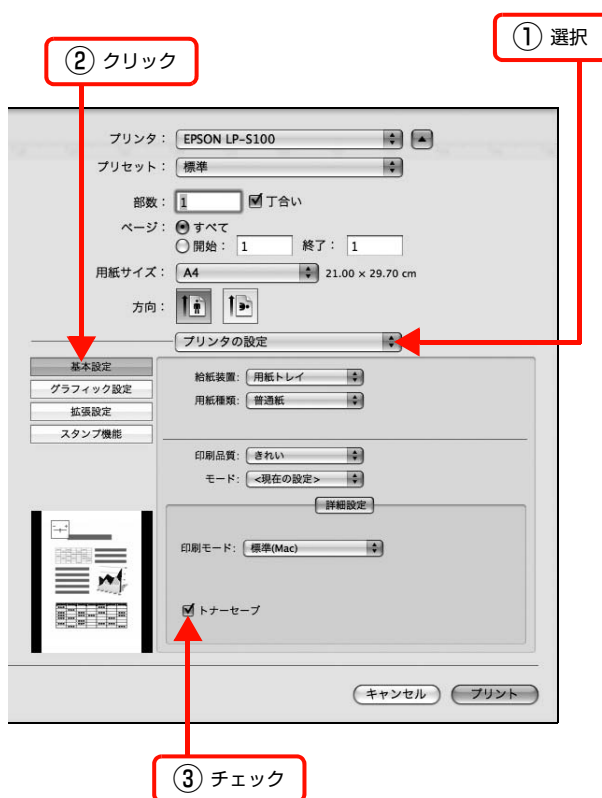 ① 選択
② クリック
プリンタ： EPSON LP-S100
プリセット： 標準
部数： 1 丁合い
ページ： すべて
開始： 1 終了： 1
用紙サイズ： A4 21.00 × 29.70 cm
方向：
プリンタの設定
基本設定
グラフィック設定
拡張設定
スタンプ機能
給紙装置： 用紙トレイ
用紙種類： 普通紙
印刷品質： きれい
モード： <現在の設定>
詳細設定
印刷モード： 標準(Mac)
トナーセーブ
キャンセル プリント
③ チェック